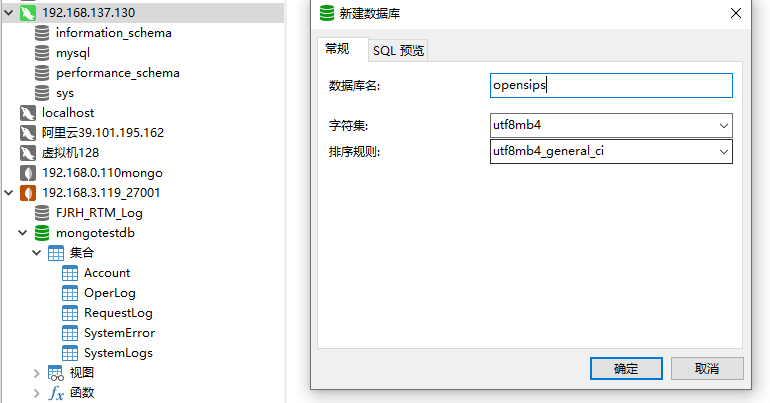 192.168.137.130
information_schema
mysql
performance_schema
sys
localhost
阿里云39.101.195.162
虚拟机128
192.168.0.110mongo
192.168.3.119_27001
FJRH_RTM_Log
mongotestdb
集合
Account
OperLog
RequestLog
SystemError
SystemLogs
视图
fx 函数
新建数据库
常规 SQL 预览
数据库名: opensips
字符集: utf8mb4
排序规则: utf8mb4_general_ci
确定 取消